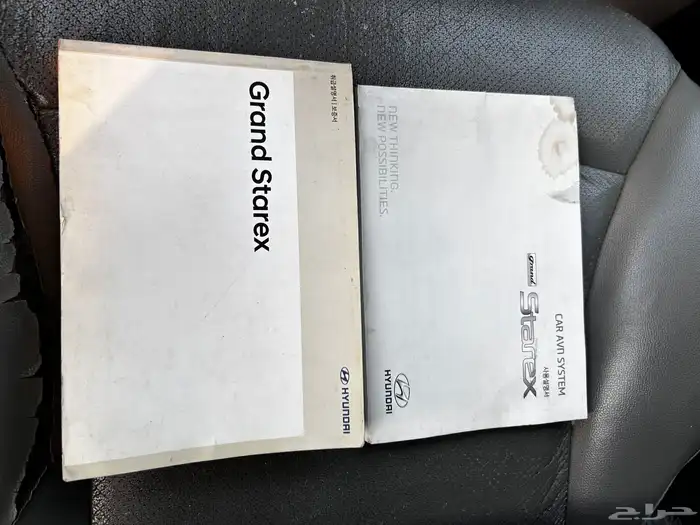 취급설명서 | 보증서
Grand Starex
HYUNDAI
NEW THINKING.
NEW POSSIBILITIES.
Grand
Starex
CAR AVN SYSTEM
사용설명서
HYUNDAI
حراج